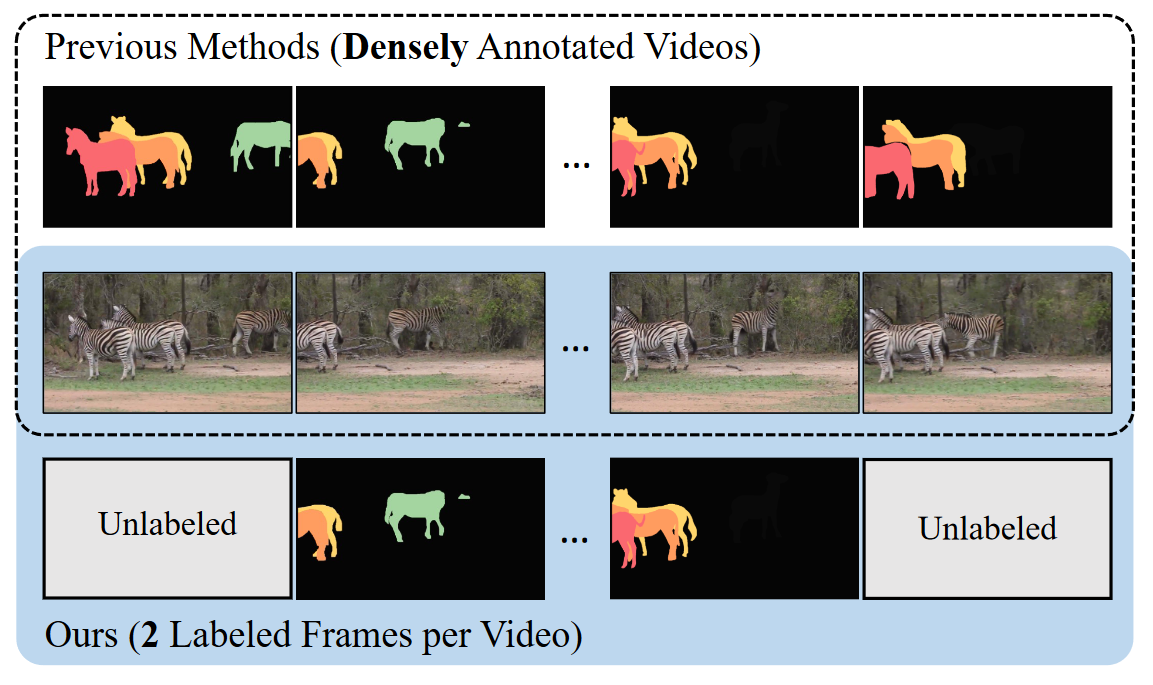 Previous Methods (Densely Annotated Videos)
...
...
Unlabeled
...
Unlabeled
Ours (2 Labeled Frames per Video)